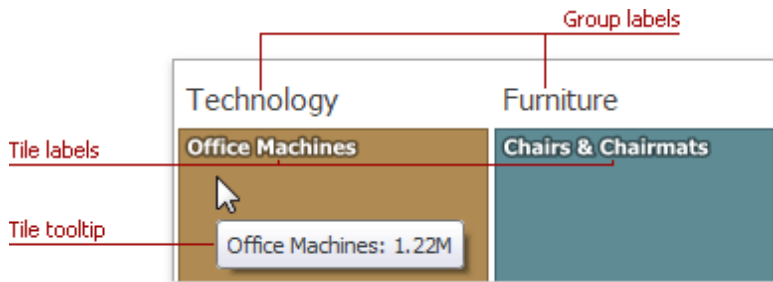 Group labels
Technology
Furniture
Tile labels
Office Machines
Chairs & Chairmats
Tile tooltip
Office Machines: 1.22M